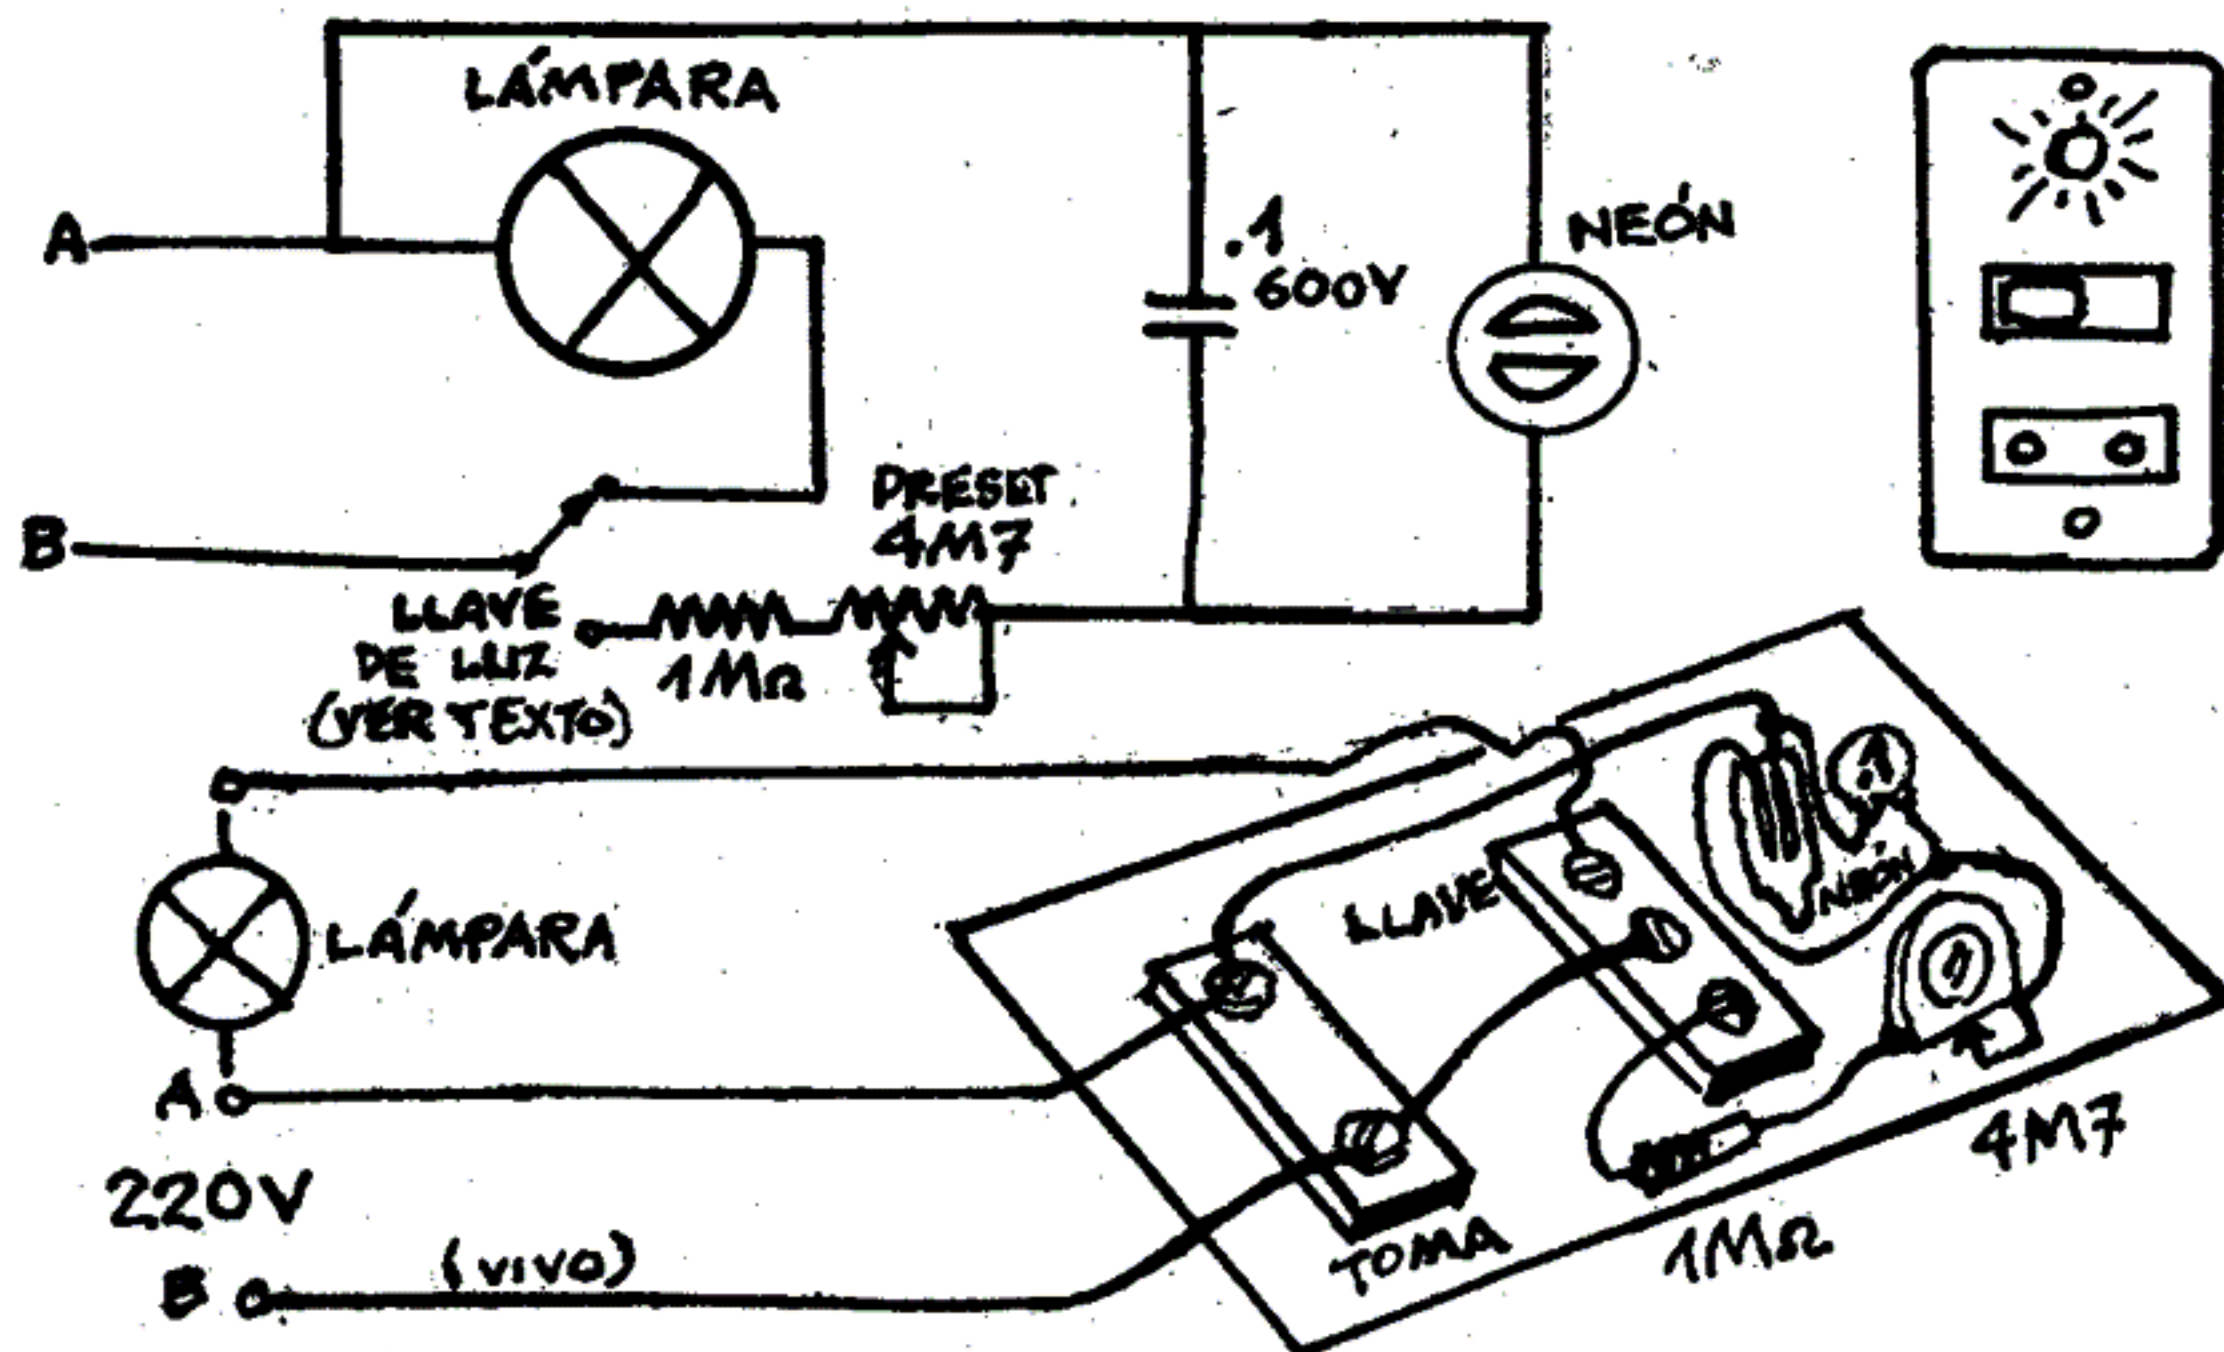 LÁMPARA
A
.1
600V
NEÓN
B
PRESET
4M7
LLAVE
DE LUZ
(VER TEXTO)
1MΩ
.1
NEÓN
LLAVE
LÁMPARA
A
220V
B
(VIVO)
TOMA
1MΩ
4M7